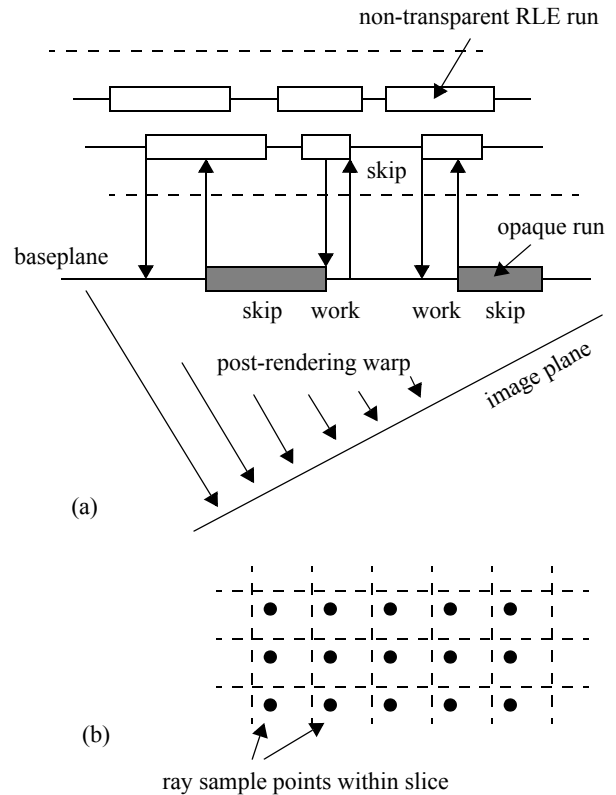 non-transparent RLE run
skip
opaque run
baseplane
skip work work skip
post-rendering warp
image plane
(a)
(b)
ray sample points within slice